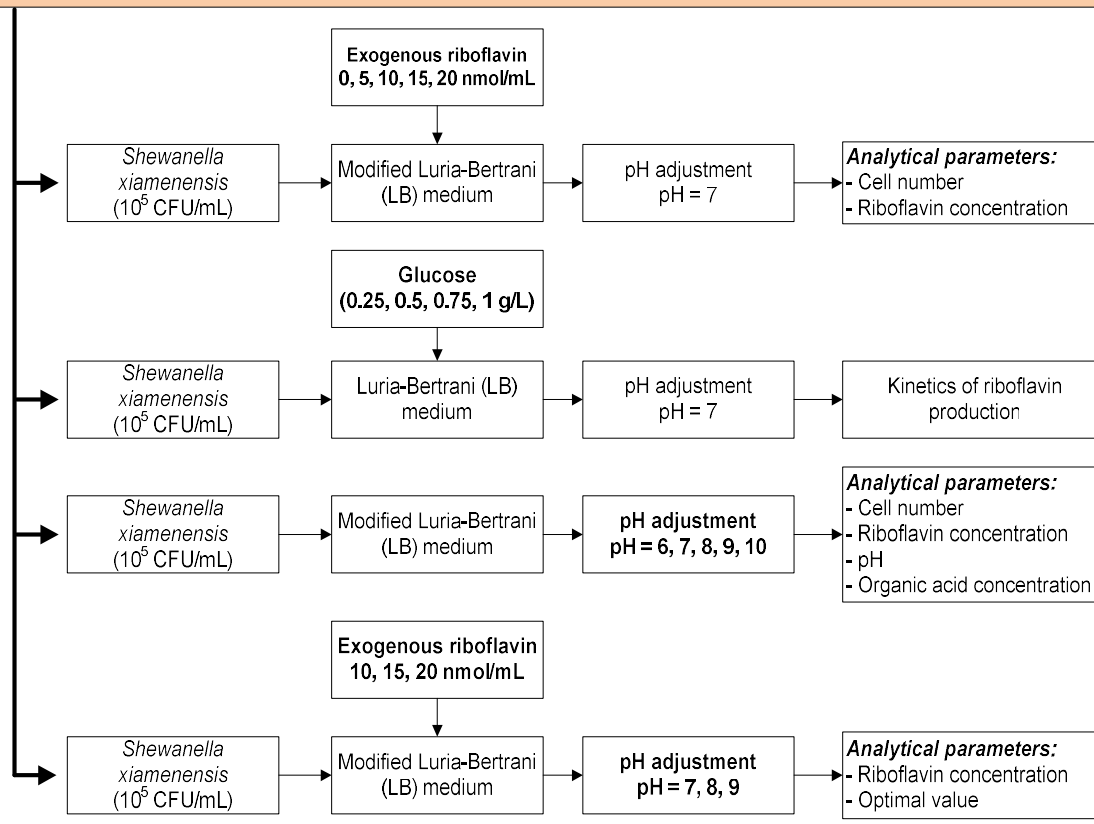 Exogenous riboflavin
0, 5, 10, 15, 20 nmol/mL
Shewanella
xiamenensis
(10⁵ CFU/mL)
Modified Luria-Bertrani
(LB) medium
pH adjustment
pH = 7
Analytical parameters:
- Cell number
- Riboflavin concentration
Glucose
(0.25, 0.5, 0.75, 1 g/L)
Shewanella
xiamenensis
(10⁵ CFU/mL)
Luria-Bertrani (LB)
medium
pH adjustment
pH = 7
Kinetics of riboflavin
production
Shewanella
xiamenensis
(10⁵ CFU/mL)
Modified Luria-Bertrani
(LB) medium
pH adjustment
pH = 6, 7, 8, 9, 10
Analytical parameters:
- Cell number
- Riboflavin concentration
- pH
- Organic acid concentration
Exogenous riboflavin
10, 15, 20 nmol/mL
Shewanella
xiamenensis
(10⁵ CFU/mL)
Modified Luria-Bertrani
(LB) medium
pH adjustment
pH = 7, 8, 9
Analytical parameters:
- Riboflavin concentration
- Optimal value